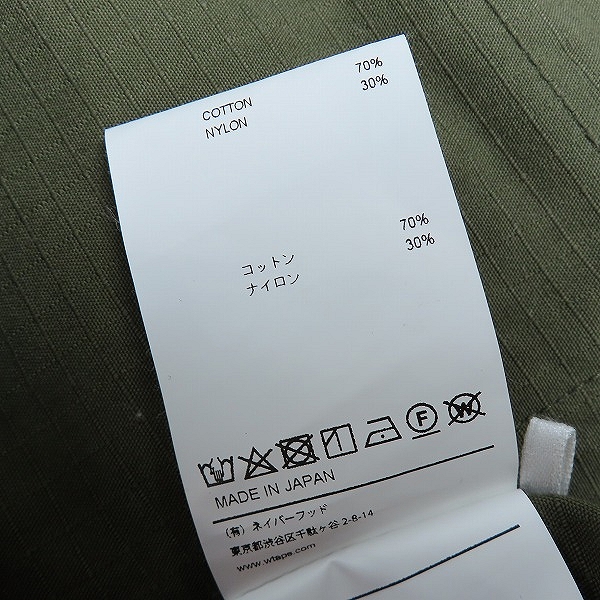 COTTON 70%
NYLON 30%
コットン 70%
ナイロン 30%
F W
MADE IN JAPAN
(有) ネイバーフッド
東京都渋谷区千駄ヶ谷 2-8-14
www.wtaps.com